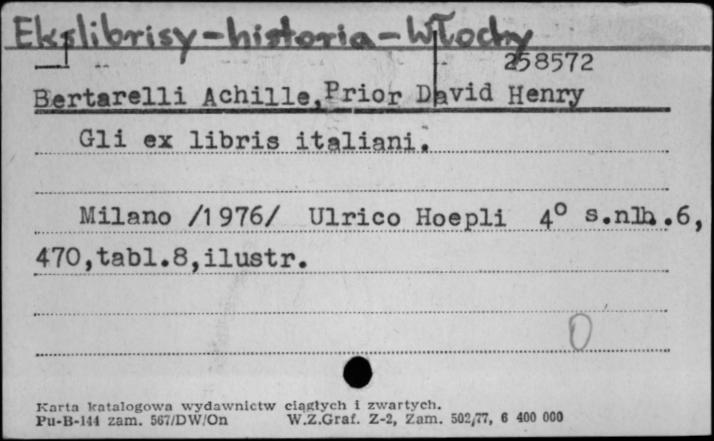 Ekslibrisy-historia-Włochy
258572
Bertarelli Achille,Prior David Henry
Gli ex libris italiani.
Milano /1976/ Ulrico Hoepli 4° s.nlb.6,
470,tabl.8,ilustr.
0
Karta katalogowa wydawnictw ciągłych i zwartych.
Pu-B-144 zam. 567/DW/On W.Z.Graf. Z-2, Zam. 502/77, 6 400 000